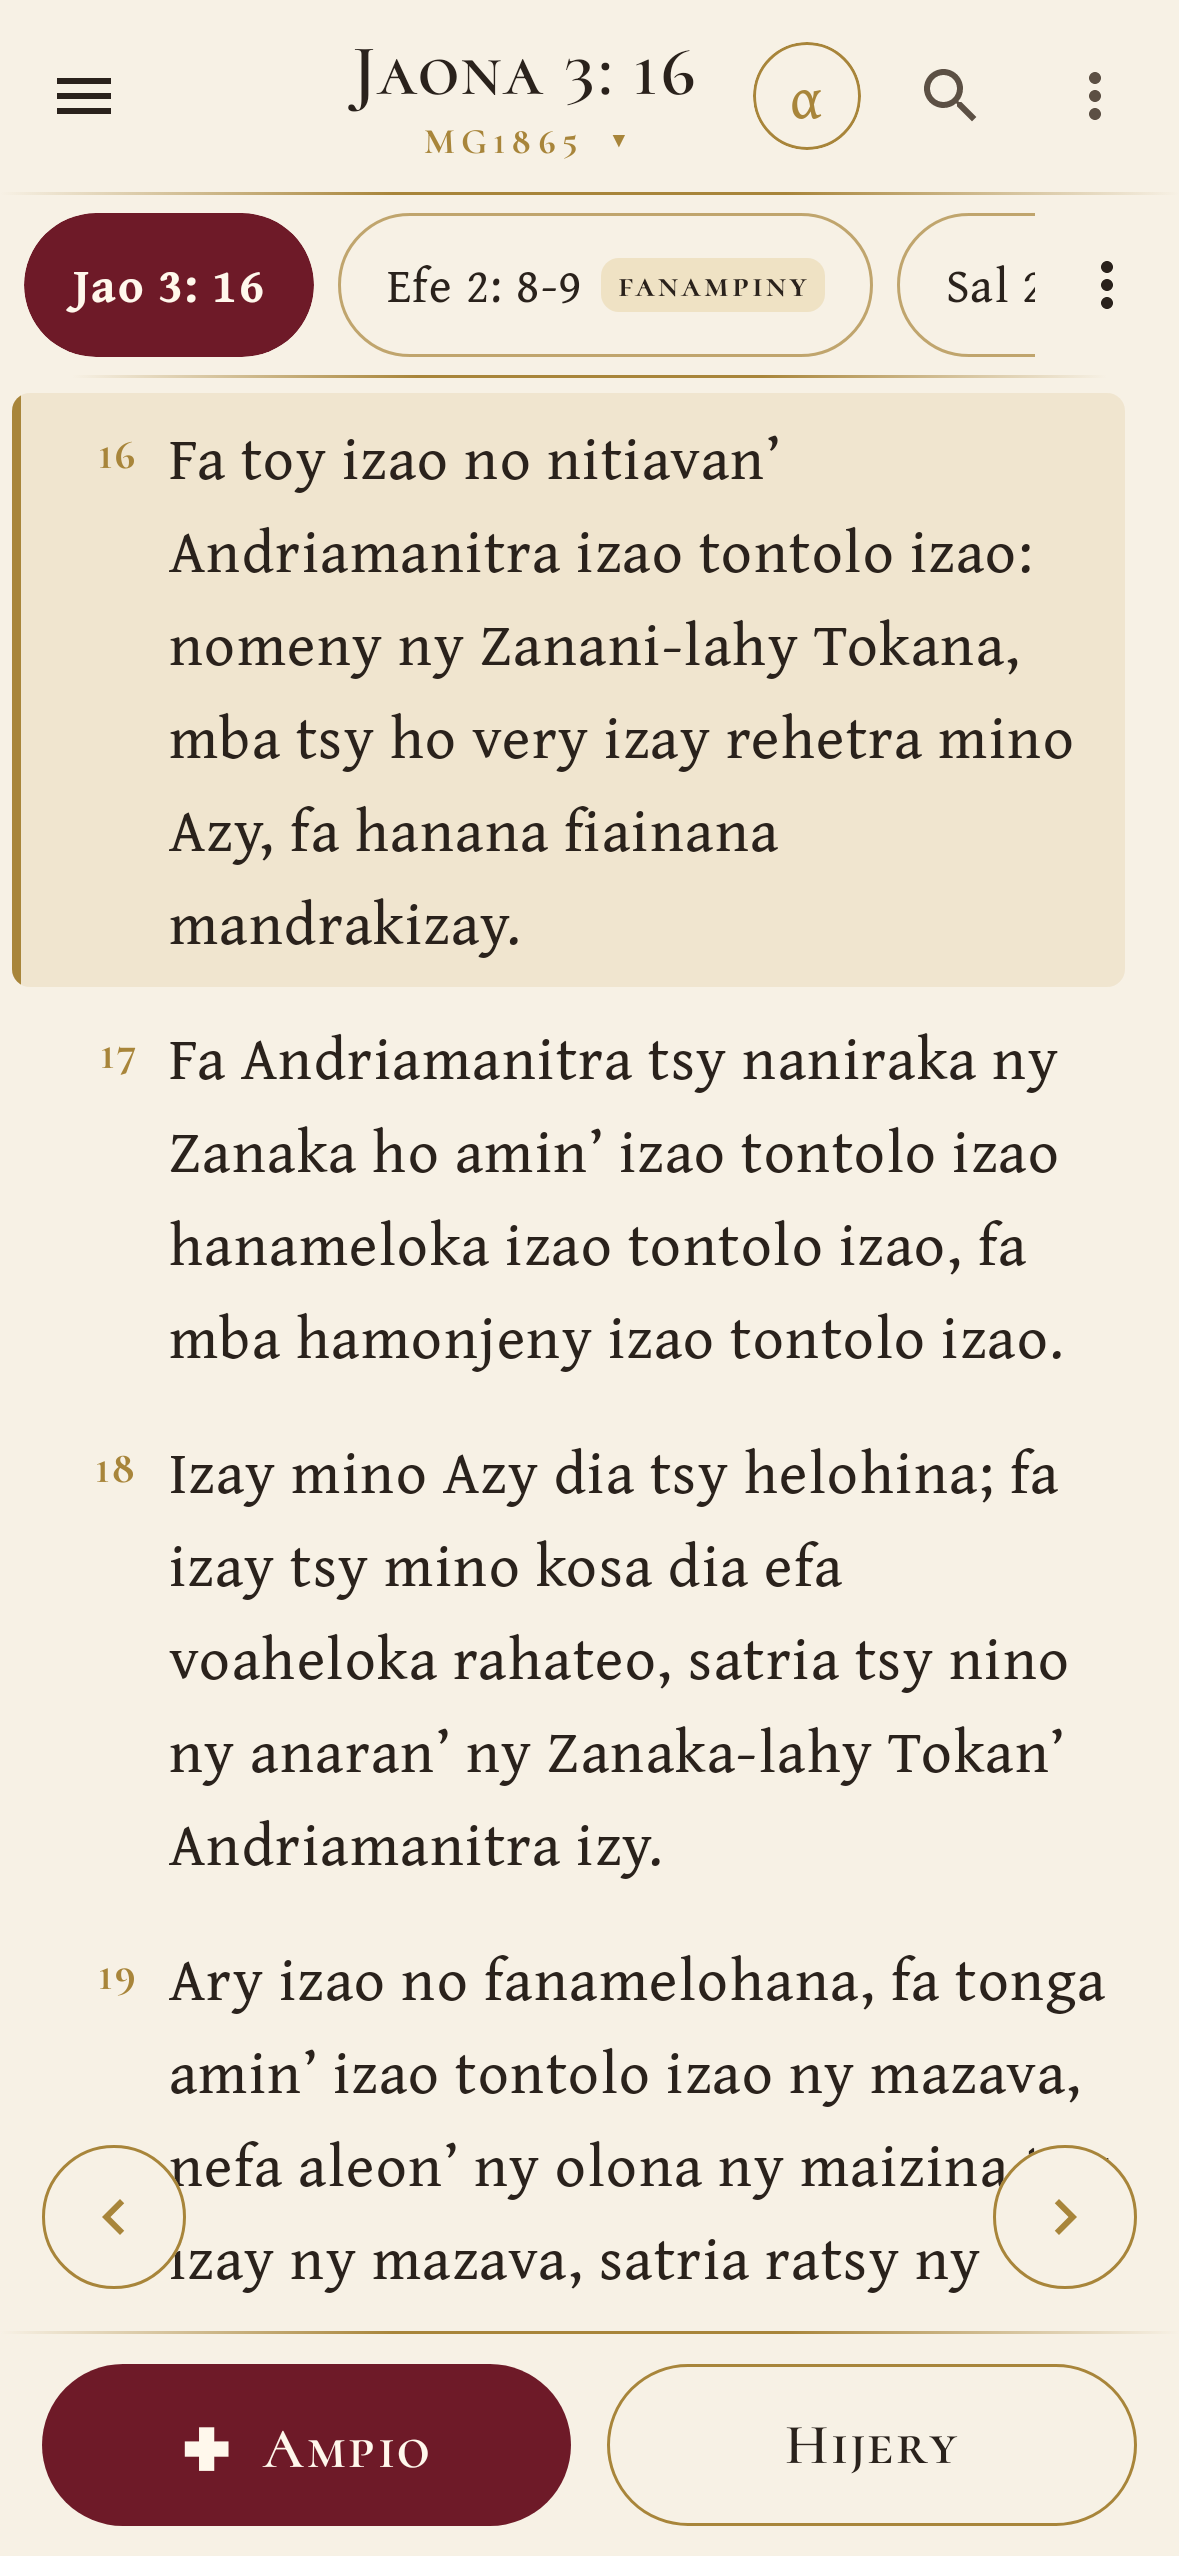 Jaona 3: 16
α
MG1865 ▼
Jao 3: 16
Efe 2: 8-9 FANAMPINY
Sal
16 Fa toy izao no nitiavan’
Andriamanitra izao tontolo izao:
nomeny ny Zanani-lahy Tokana,
mba tsy ho very izay rehetra mino
Azy, fa hanana fiainana
mandrakizay.
17 Fa Andriamanitra tsy naniraka ny
Zanaka ho amin’ izao tontolo izao
hanameloka izao tontolo izao, fa
mba hamonjeny izao tontolo izao.
18 Izay mino Azy dia tsy helohina; fa
izay tsy mino kosa dia efa
voaheloka rahateo, satria tsy nino
ny anaran’ ny Zanaka-lahy Tokan’
Andriamanitra izy.
19 Ary izao no fanamelohana, fa tonga
amin’ izao tontolo izao ny mazava,
nefa aleon’ ny olona ny maizina
izay ny mazava, satria ratsy ny
Ampio
Hijery